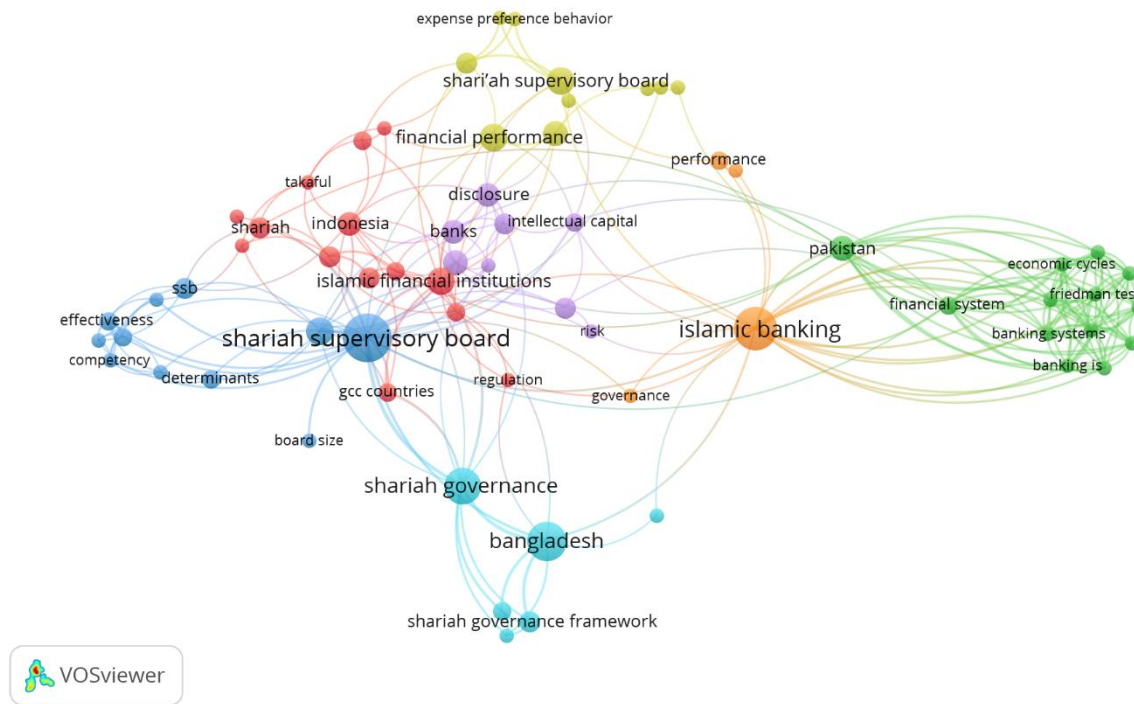 expense preference behavior
shari'ah supervisory board
financial performance
performance
takaful
disclosure
shariah
indonesia
intellectual capital
banks
pakistan
economic cycles
islamic financial institutions
ssb
financial system
friedman tes
effectiveness
shariah supervisory board
risk
islamic banking
banking systems
competency
banking is
determinants
regulation
gcc countries
governance
board size
shariah governance
bangladesh
shariah governance framework
VOSviewer